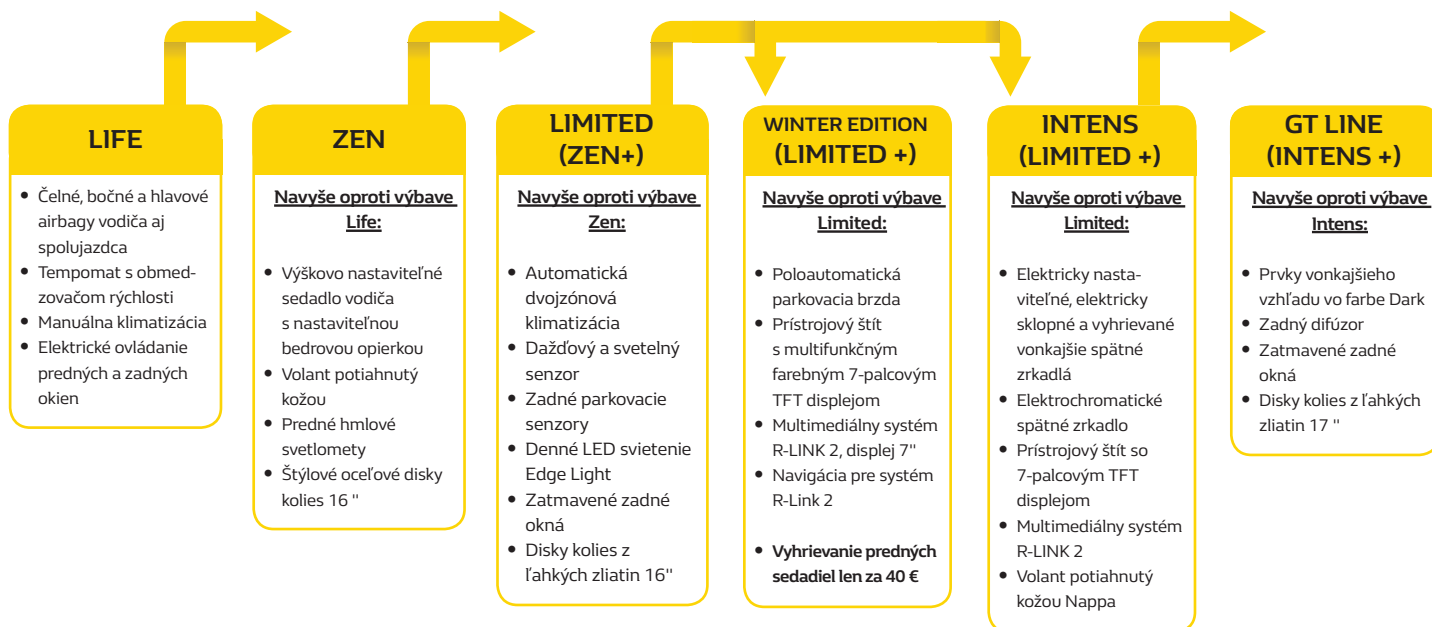 LIFE
Čelné, bočné a hlavové
airbagy vodiča aj
spolujazdca
Tempomat s obmed-
zovačom rýchlosti
Manuálna klimatizácia
Elektrické ovládanie
predných a zadných
okien
ZEN
Navyše oproti výbave
Life:
Výškovo nastaviteľné
sedadlo vodiča
s nastaviteľnou
bedrovou opierkou
Volant potiahnutý
kožou
Predné hmlové
svetlomety
Štýlové oceľové disky
kolies 16 "
LIMITED
(ZEN+)
Navyše oproti výbave
Zen:
Automatická
dvojzónová
klimatizácia
Dažďový a svetelný
senzor
Zadné parkovacie
senzory
Denné LED svietenie
Edge Light
Zatmavené zadné
okná
Disky kolies z
ľahkých zliatin 16"
WINTER EDITION
(LIMITED +)
Navyše oproti výbave
Limited:
Poloautomatická
parkovacia brzda
Prístrojový štít
s multifunkčným
farebným 7-palcovým
TFT displejom
Multimediálny systém
R-LINK 2, displej 7"
Navigácia pre systém
R-Link 2
Vyhrievanie predných
sedadiel len za 40 €
INTENS
(LIMITED +)
Navyše oproti výbave
Limited:
Elektricky nasta-
viteľné, elektricky
sklopné a vyhrievané
vonkajšie spätné
zrkadlá
Elektrochromatické
spätné zrkadlo
Prístrojový štít so
7-palcovým TFT
displejom
Multimediálny systém
R-LINK 2
Volant potiahnutý
kožou Nappa
GT LINE
(INTENS +)
Navyše oproti výbave
Intens:
Prvky vonkajšieho
vzhľadu vo farbe Dark
Zadný difúzor
Zatmavené zadné
okná
Disky kolies z ľahkých
zliatin 17 "